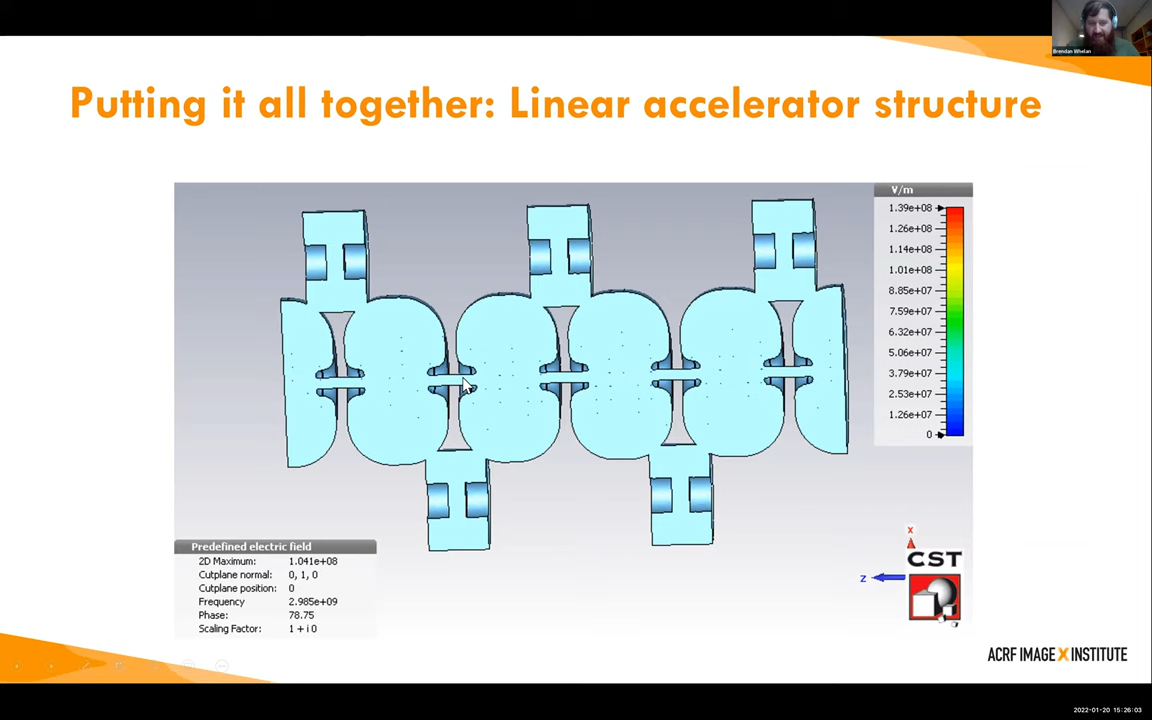 Brendan Whelan
Putting it all together: Linear accelerator structure
V/m
1.39e+08
1.26e+08
1.14e+08
1.01e+08
8.85e+07
7.59e+07
6.32e+07
5.06e+07
3.79e+07
2.53e+07
1.26e+07
0
Predefined electric field
2D Maximum: 1.041e+08
Cutplane normal: 0, 1, 0
Cutplane position: 0
Frequency 2.985e+09
Phase: 78.75
Scaling Factor: 1 + i 0
x
z
CST
ACRF IMAGE X INSTITUTE
2022-01-20 15:26:03